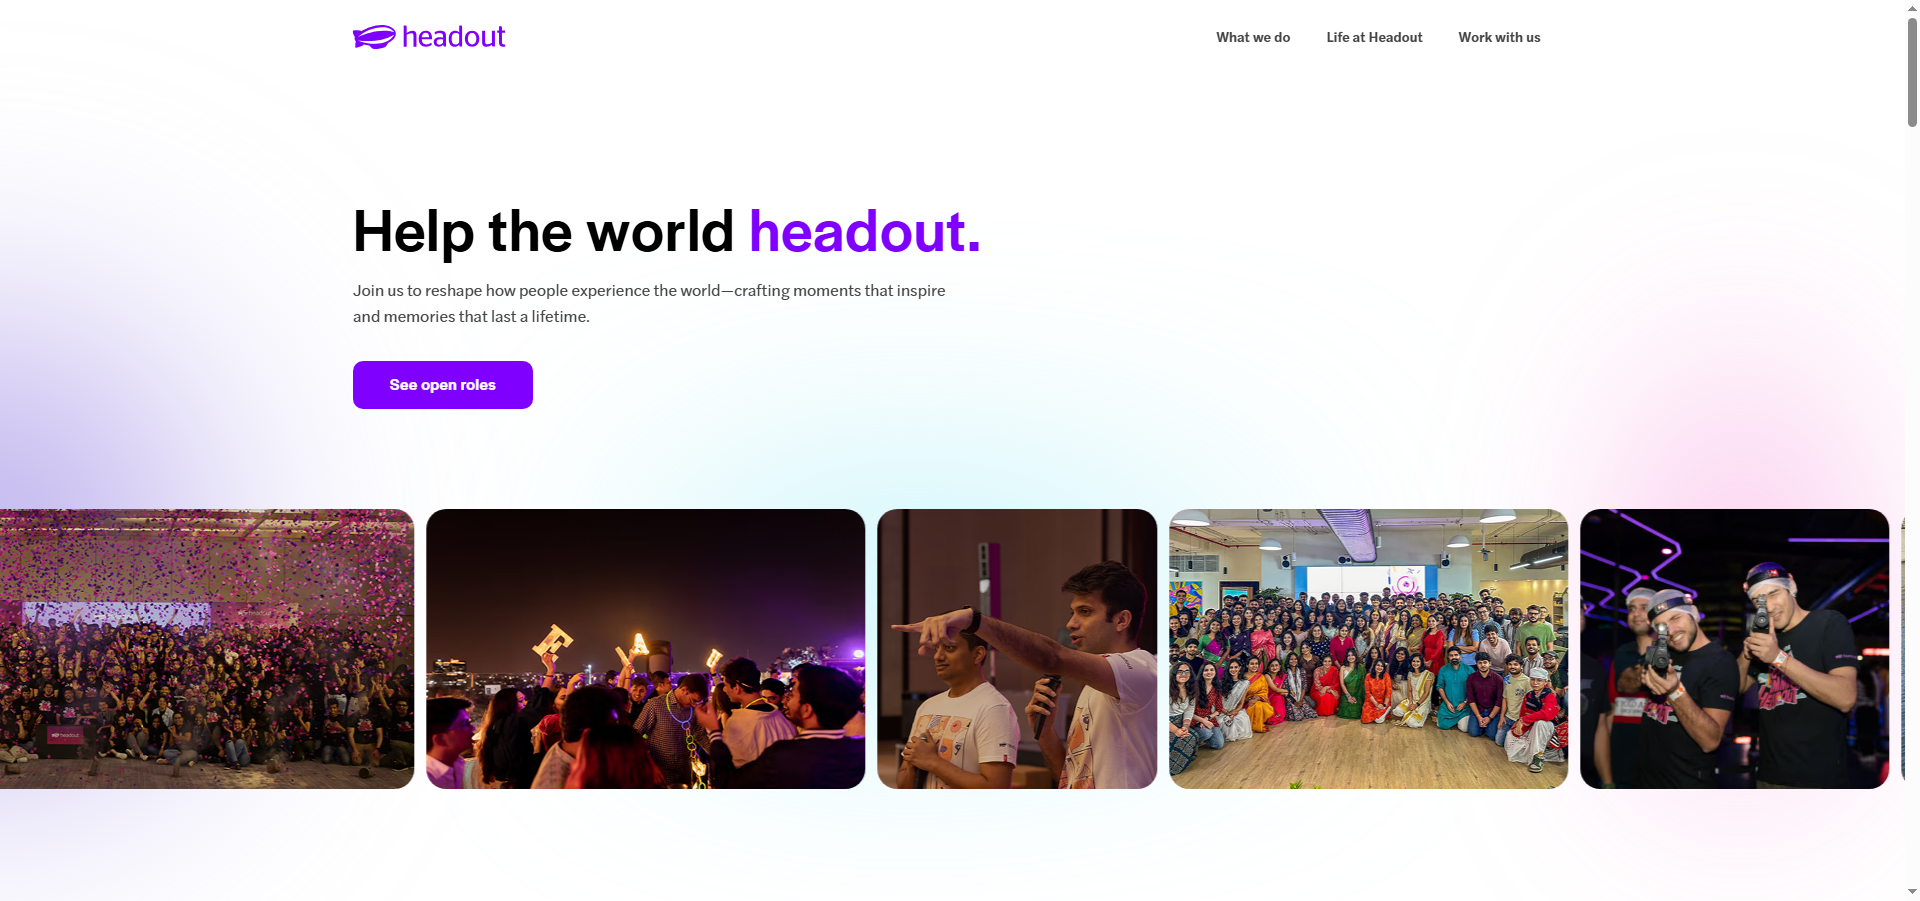 headout
What we do
Life at Headout
Work with us
Help the world headout.
Join us to reshape how people experience the world—crafting moments that inspire
and memories that last a lifetime.
See open roles
headout